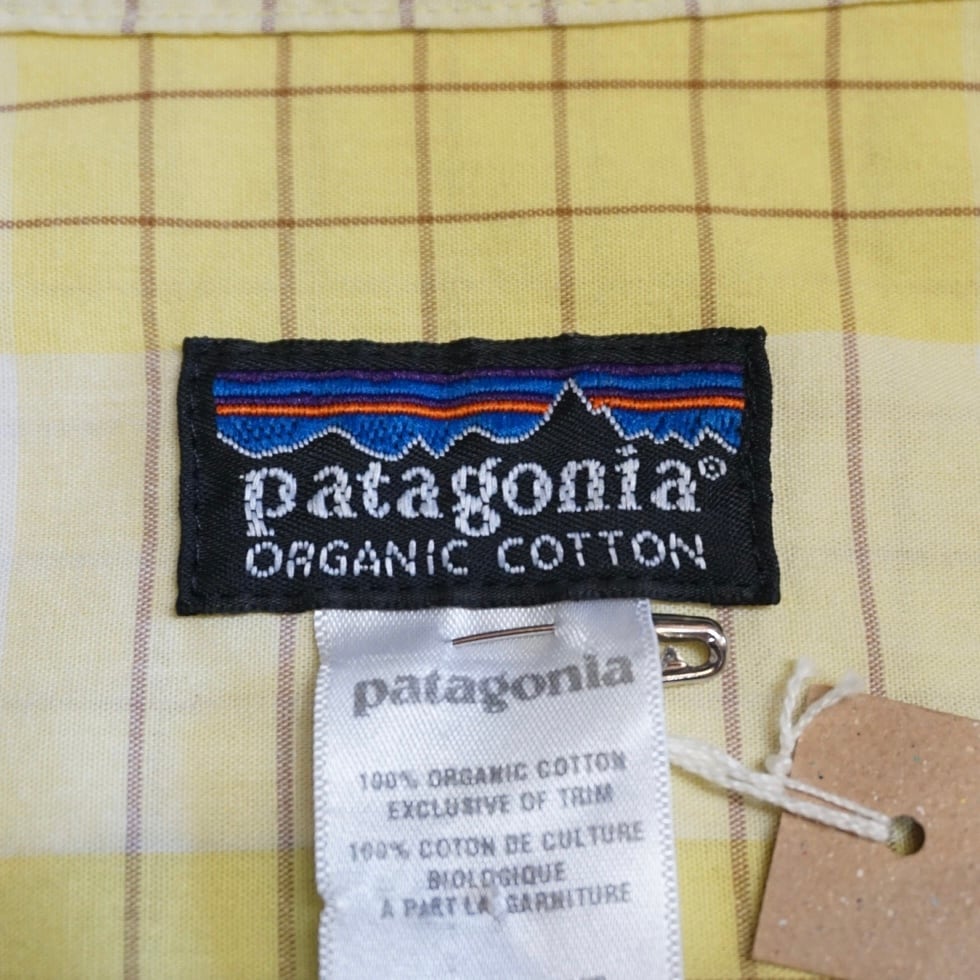 patagonia®
ORGANIC COTTON
patagonia
100% ORGANIC COTTON
EXCLUSIVE OF TRIM
100% COTON DE CULTURE
BIOLOGIQUE
À PART LA GARNITURE